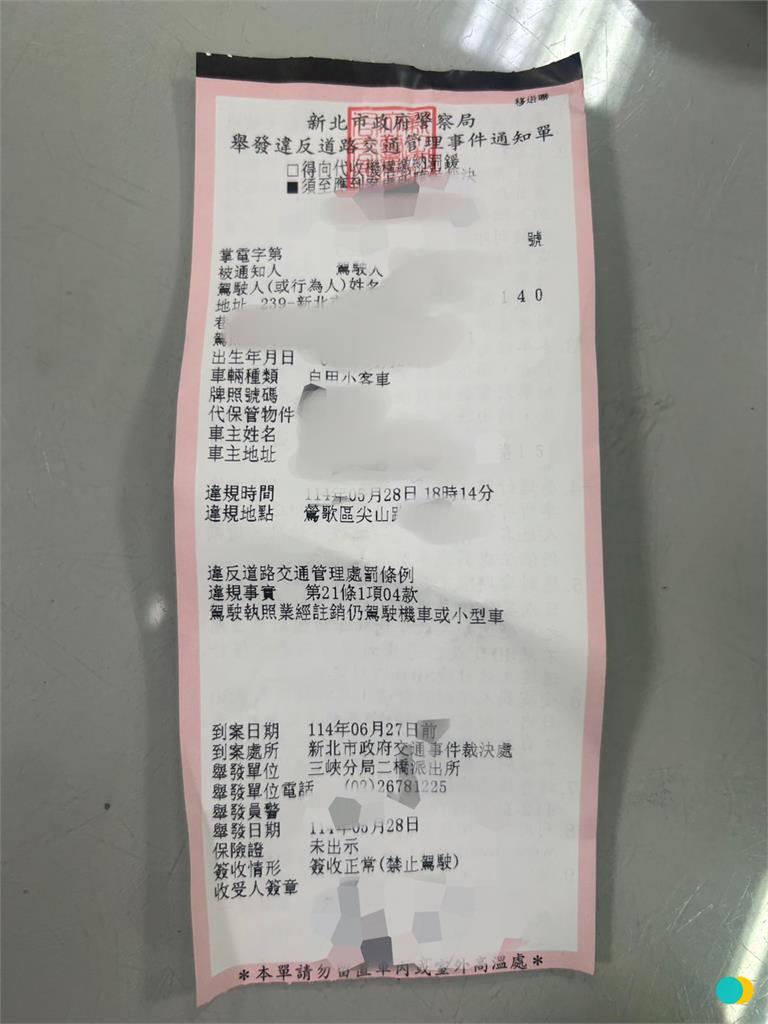 移送聯
新北市政府警察局
舉發違反道路交通管理事件通知單
□得向代收機構繳納罰鍰
■須至應到案處所 決
號
掌電字第
被通知人 駕駛人
駕駛人(或行為人)姓名
地址 239-新北 140
巷
駕
出生年月日
車輛種類 自用小客車
牌照號碼
代保管物件
車主姓名
車主地址
違規時間 114年05月28日 18時14分
違規地點 鶯歌區尖山路
違反道路交通管理處罰條例
違規事實 第21條1項04款
駕駛執照業經註銷仍駕駛機車或小型車
到案日期 114年06月27日前
到案處所 新北市政府交通事件裁決處
舉發單位 三峽分局二橋派出所
舉發單位電話 (02)26781225
舉發員警
舉發日期 114年05月28日
保險證 未出示
簽收情形 簽收正常(禁止駕駛)
收受人簽章
＊本單請勿留置車內或室外高溫處＊